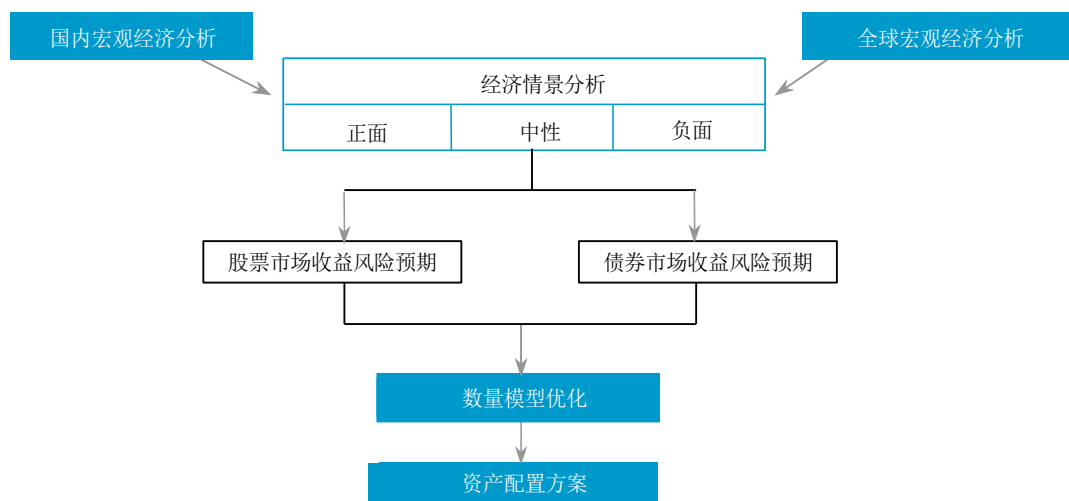 国内宏观经济分析
全球宏观经济分析
经济情景分析
正面
中性
负面
股票市场收益风险预期
债券市场收益风险预期
数量模型优化
资产配置方案